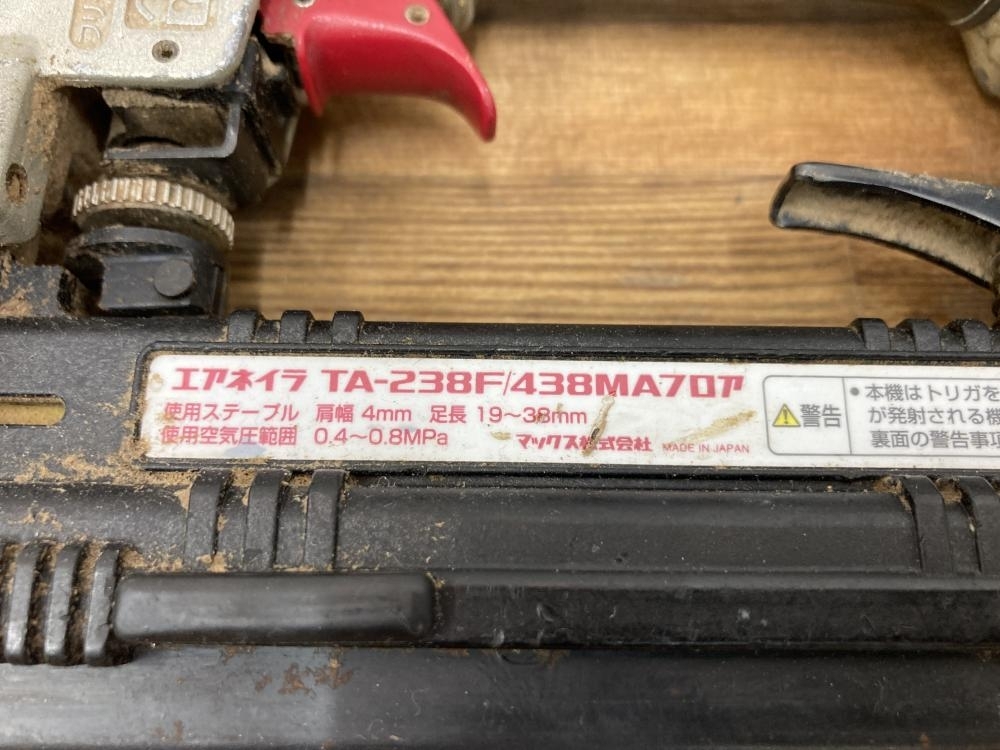 フリ
エアネイラ TA-238F/438MAフロア
使用ステープル 肩幅 4mm 足長 19〜38mm
使用空気圧範囲 0.4〜0.8MPa
マックス株式会社 MADE IN JAPAN
警告
・本機はトリガを
が発射される機
裏面の警告事項